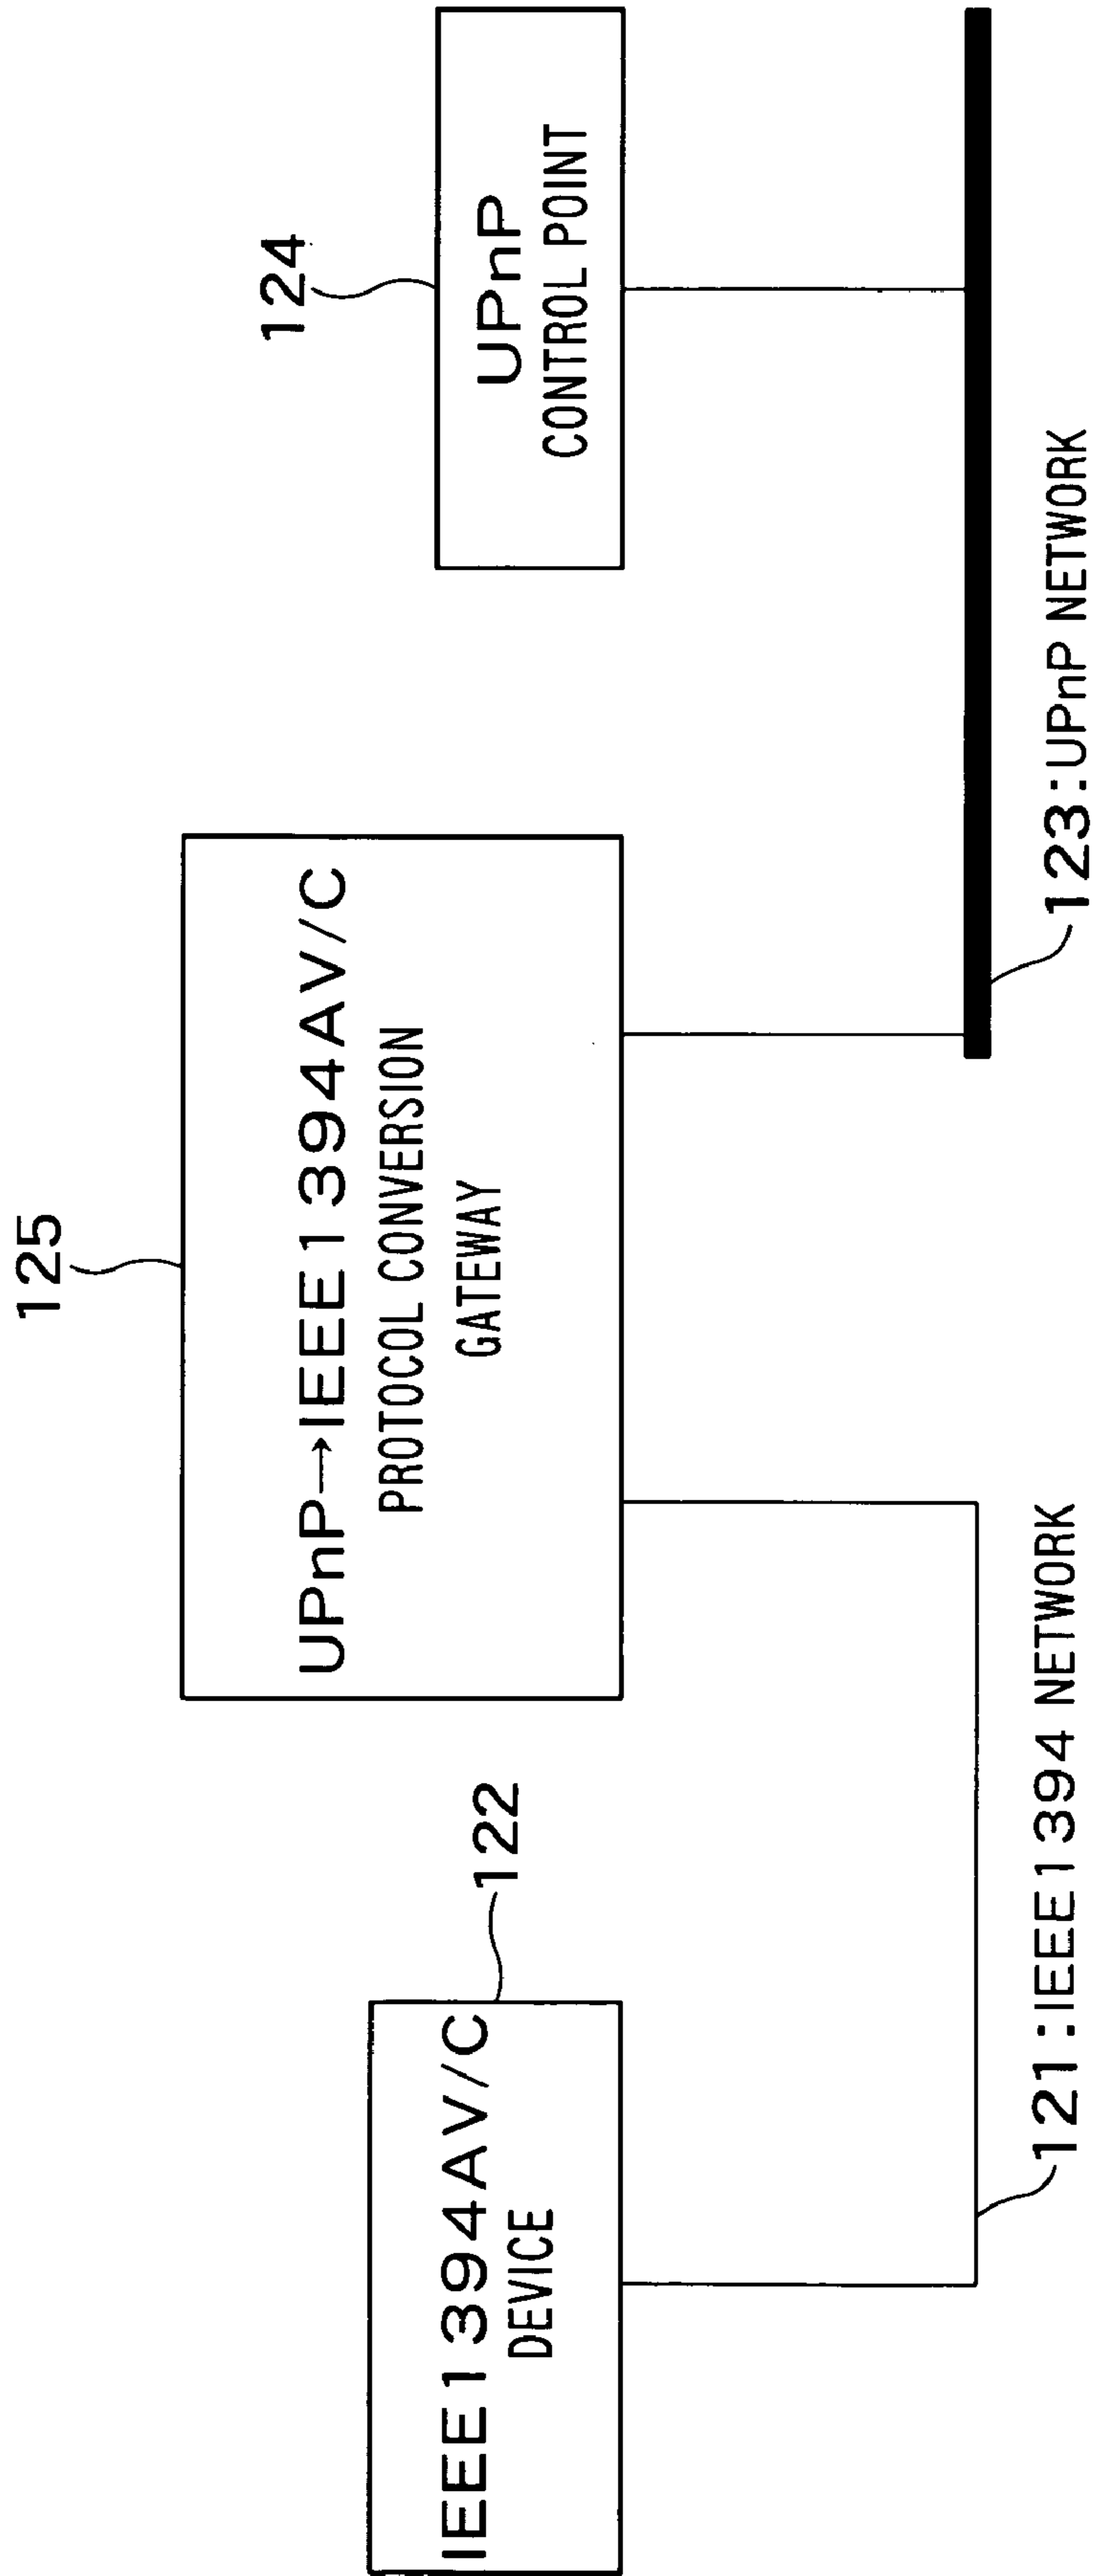 125
UPnP→IEEE1394AV/C
PROTOCOL CONVERSION
GATEWAY
124
UPnP
CONTROL POINT
IEEE1394AV/C
DEVICE
122
121:IEEE1394 NETWORK
123:UPnP NETWORK